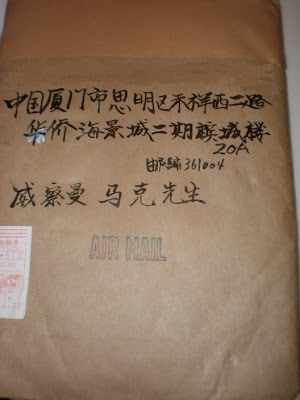 中国厦门市思明区禾祥西二路
华侨海景城二期槟城楼
20A
邮编361004
威察曼 马克先生
AIR MAIL